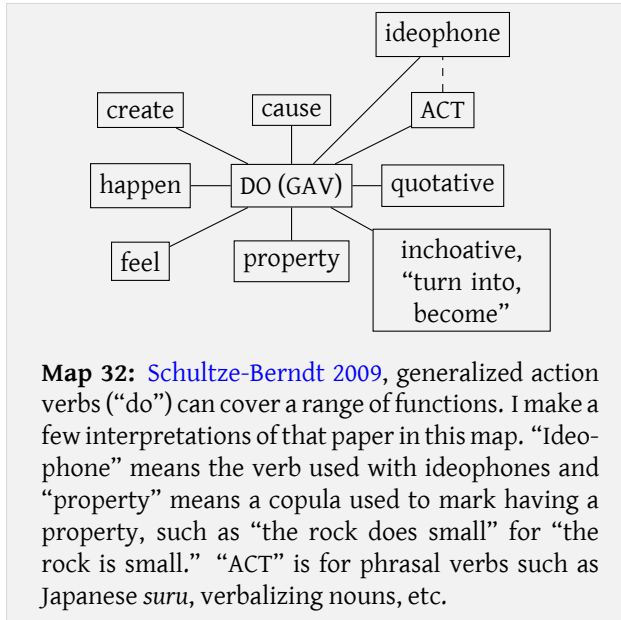 ideophone
create
cause
ACT
happen
DO (GAV)
quotative
feel
property
inchoative,
“turn into,
become”
Map 32: Schultze-Berndt 2009, generalized action
verbs (“do”) can cover a range of functions. I make a
few interpretations of that paper in this map. “Ideo-
phone” means the verb used with ideophones and
“property” means a copula used to mark having a
property, such as “the rock does small” for “the
rock is small.” “ACT” is for phrasal verbs such as
Japanese suru, verbalizing nouns, etc.